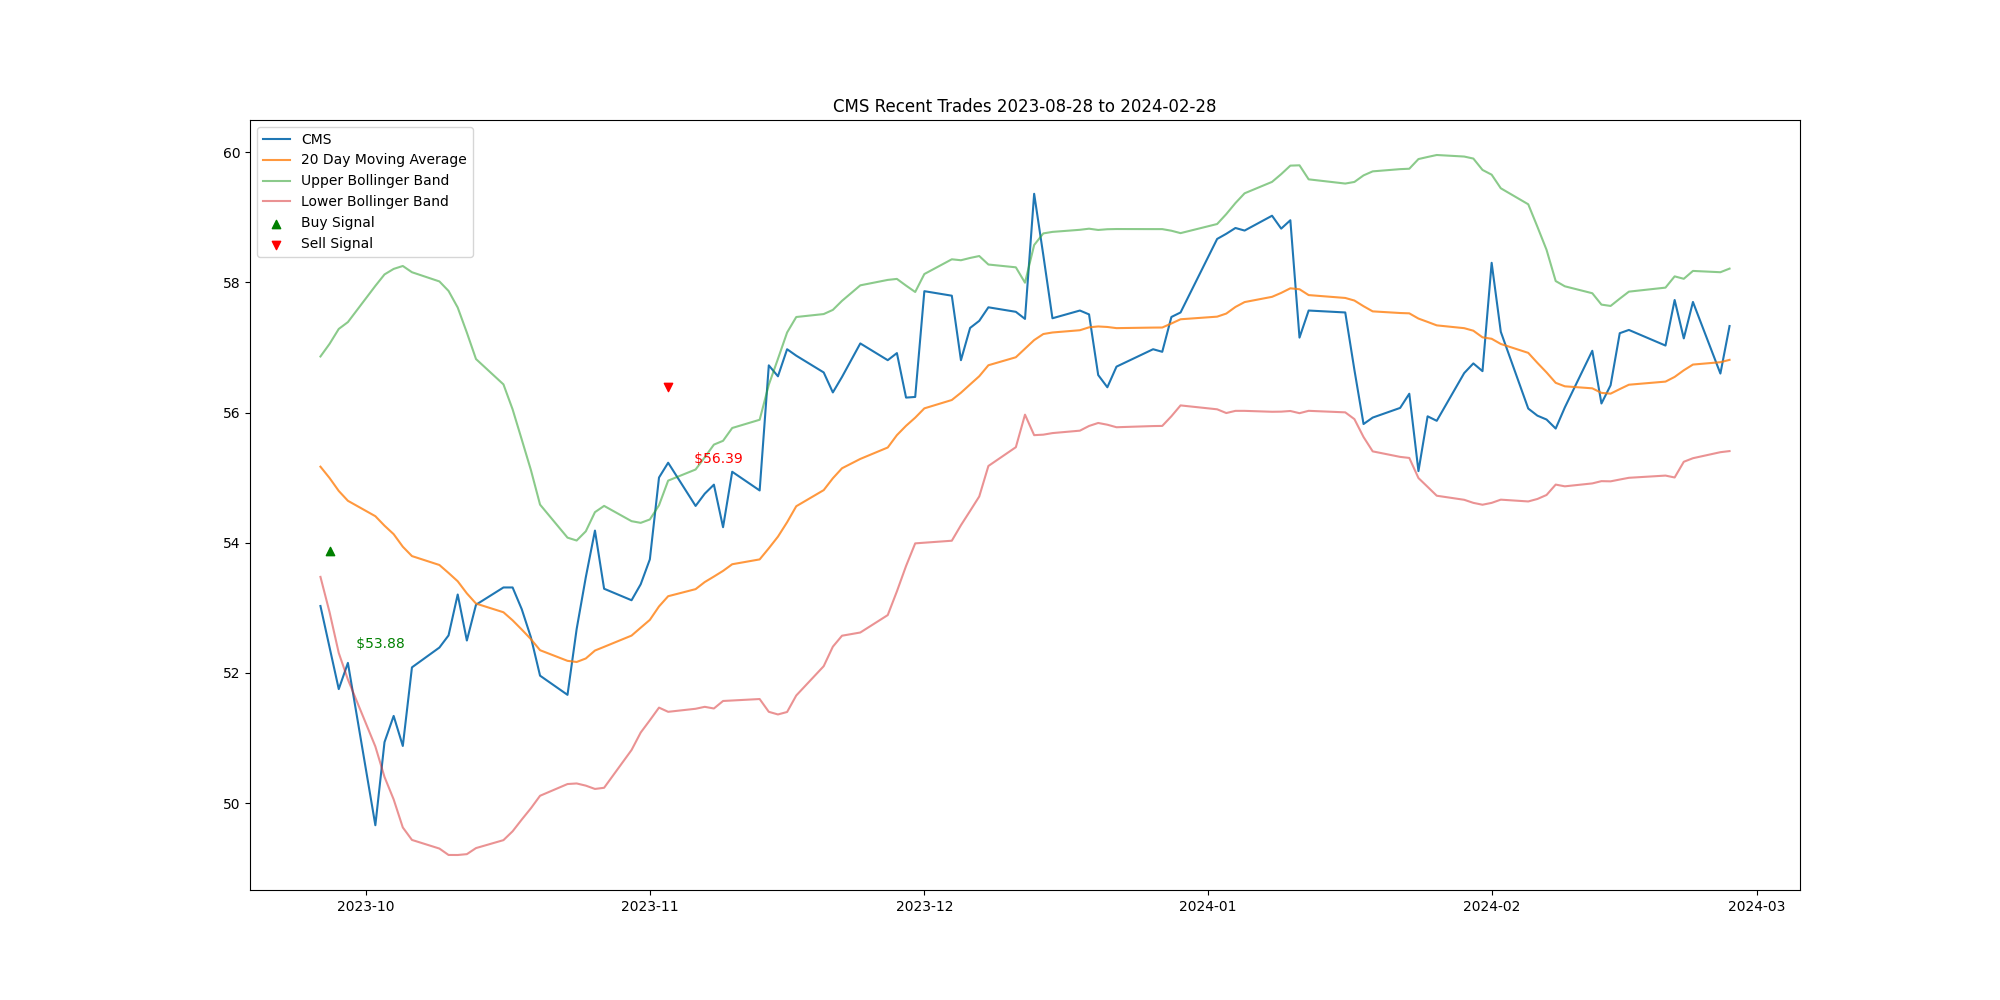 CMS Recent Trades 2023-08-28 to 2024-02-28
CMS
20 Day Moving Average
Upper Bollinger Band
Lower Bollinger Band
Buy Signal
Sell Signal
60
58
56
54
52
50
$56.39
$53.88
2023-10
2023-11
2023-12
2024-01
2024-02
2024-03